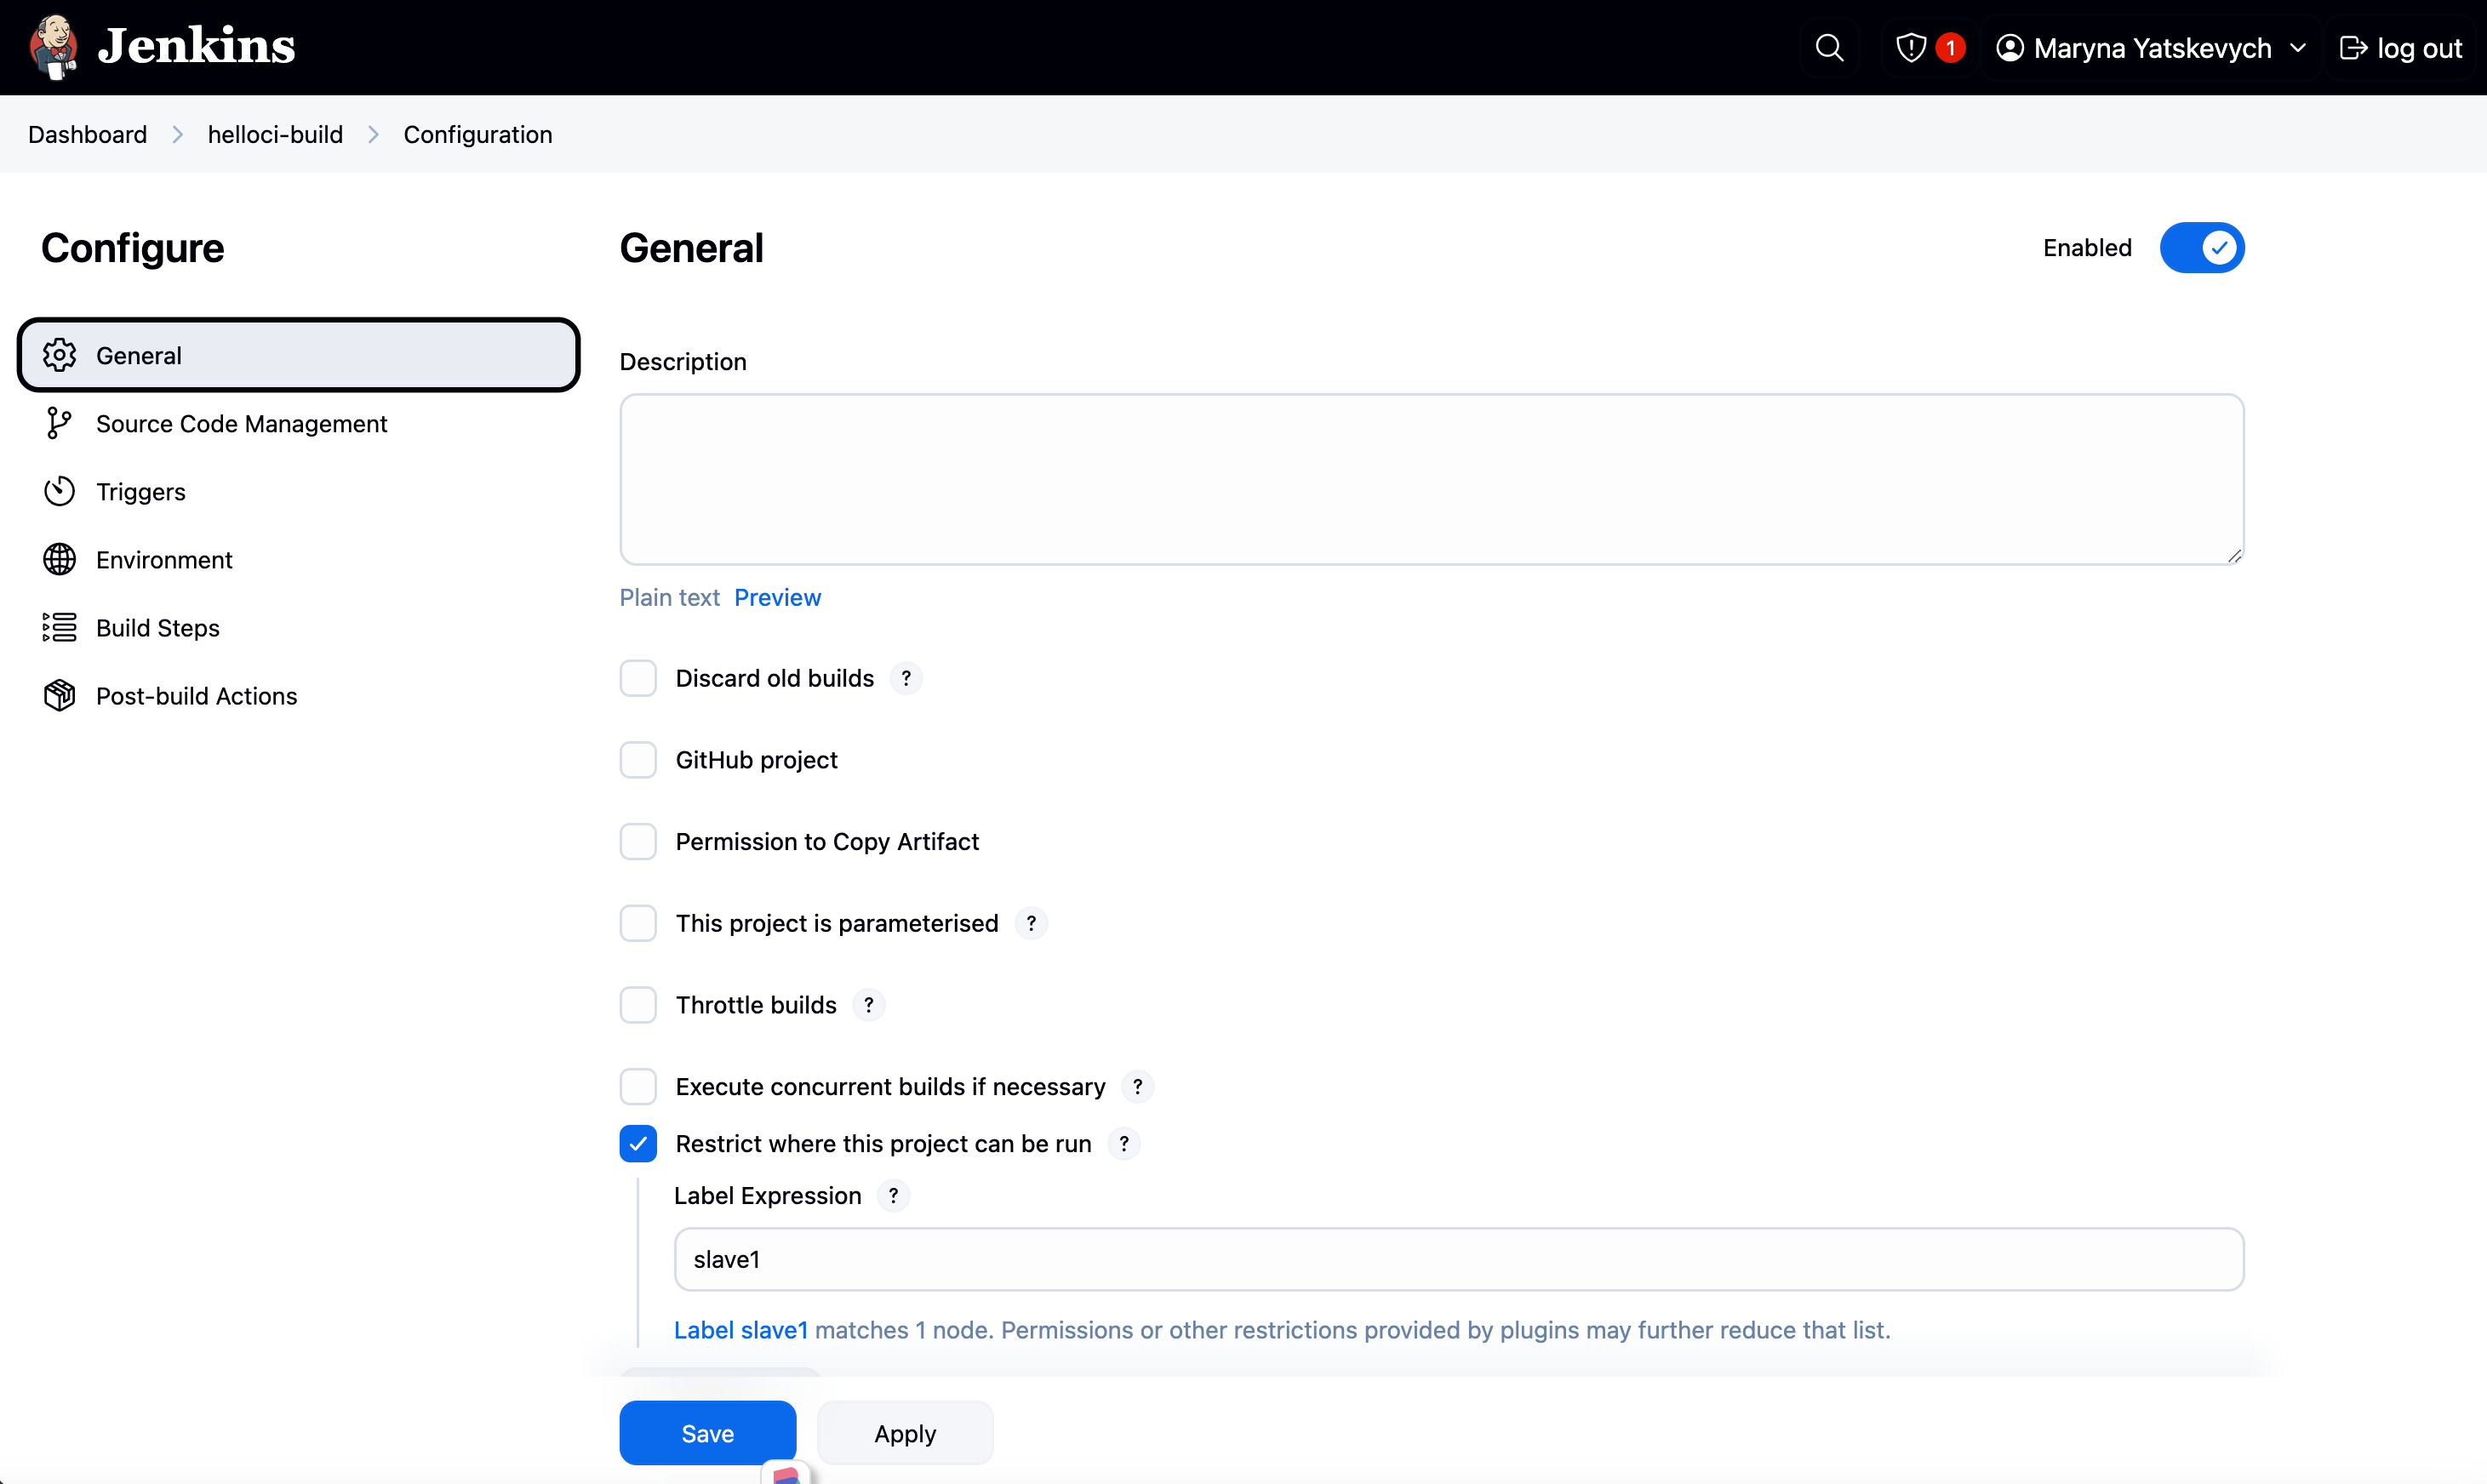 Jenkins
1
Maryna Yatskevych
log out
Dashboard
helloci-build
Configuration
Configure
General
Source Code Management
Triggers
Environment
Build Steps
Post-build Actions
General
Enabled
Description
Plain text Preview
Discard old builds ?
GitHub project
Permission to Copy Artifact
This project is parameterised ?
Throttle builds ?
Execute concurrent builds if necessary ?
Restrict where this project can be run ?
Label Expression ?
slave1
Label slave1 matches 1 node. Permissions or other restrictions provided by plugins may further reduce that list.
Save
Apply